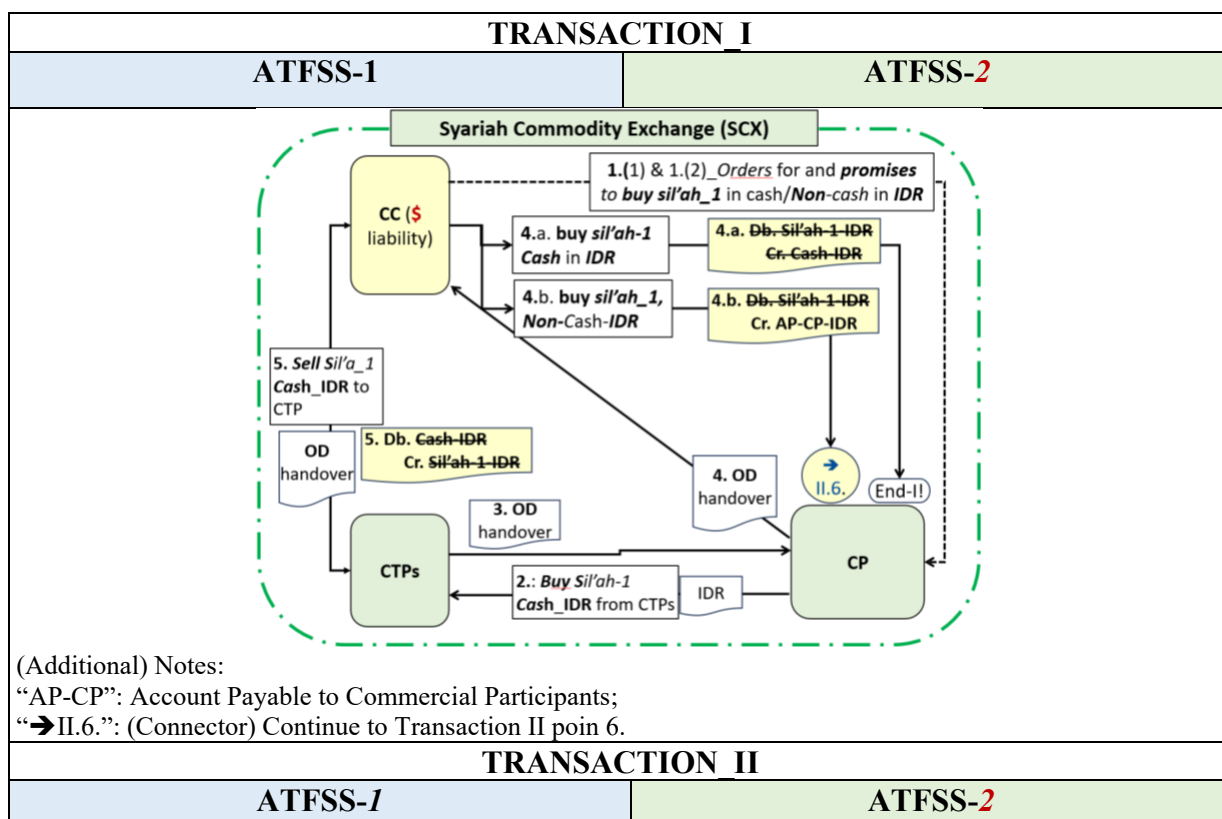 TRANSACTION_I
ATFSS-1
ATFSS-2
Syariah Commodity Exchange (SCX)
1.(1) & 1.(2)_Orders for and promises
to buy sil’ah_1 in cash/Non-cash in IDR
CC ($
liability)
4.a. buy sil’ah-1
Cash in IDR
4.a. Db. Sil’ah-1-IDR
Cr. Cash-IDR
4.b. buy sil’ah_1,
Non-Cash-IDR
4.b. Db. Sil’ah-1-IDR
Cr. AP-CP-IDR
5. Sell Sil’a_1
Cash_IDR to
CTP
OD
handover
5. Db. Cash-IDR
Cr. Sil’ah-1-IDR
➔
II.6.
End-I!
4. OD
handover
3. OD
handover
CTPs
CP
2.: Buy Sil’ah-1
Cash_IDR from CTPs
IDR
(Additional) Notes:
“AP-CP”: Account Payable to Commercial Participants;
“➔II.6.”: (Connector) Continue to Transaction II poin 6.
TRANSACTION_II
ATFSS-1
ATFSS-2